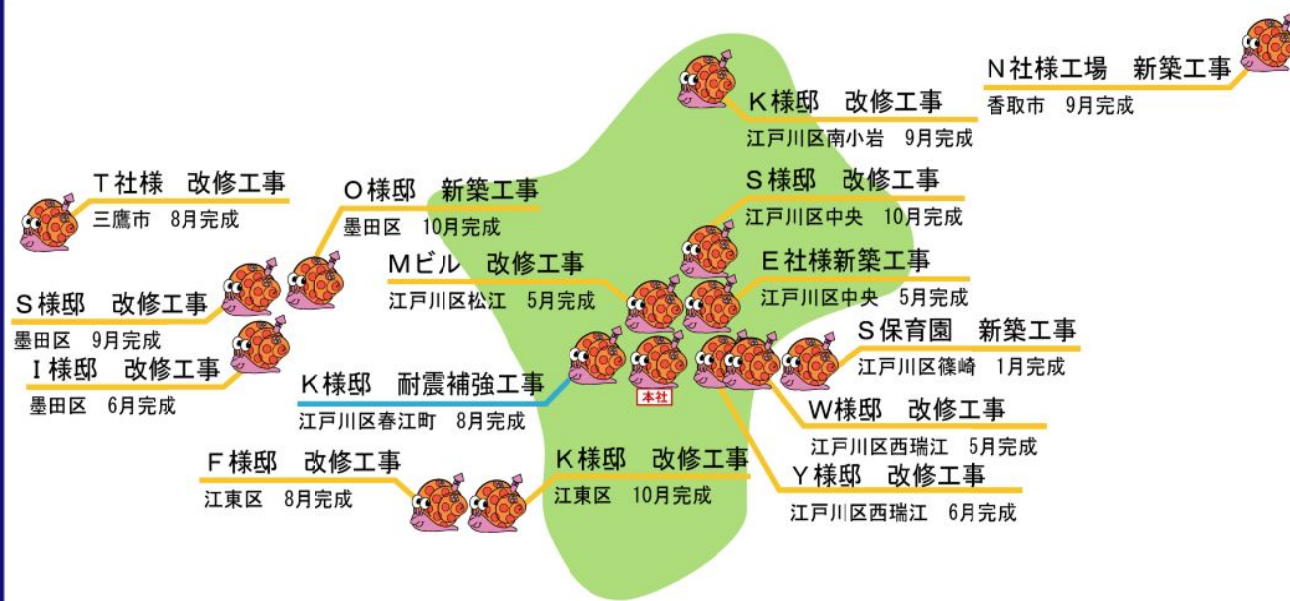 N社様工場　新築工事
香取市　9月完成
K様邸　改修工事
江戸川区南小岩　9月完成
T社様　改修工事
三鷹市　8月完成
O様邸　新築工事
墨田区　10月完成
S様邸　改修工事
江戸川区中央　10月完成
Mビル　改修工事
江戸川区松江　5月完成
E社様新築工事
江戸川区中央　5月完成
S様邸　改修工事
墨田区　9月完成
S保育園　新築工事
江戸川区篠崎　1月完成
I様邸　改修工事
墨田区　6月完成
K様邸　耐震補強工事
江戸川区春江町　8月完成
本社
W様邸　改修工事
江戸川区西瑞江　5月完成
F様邸　改修工事
江東区　8月完成
K様邸　改修工事
江東区　10月完成
Y様邸　改修工事
江戸川区西瑞江　6月完成